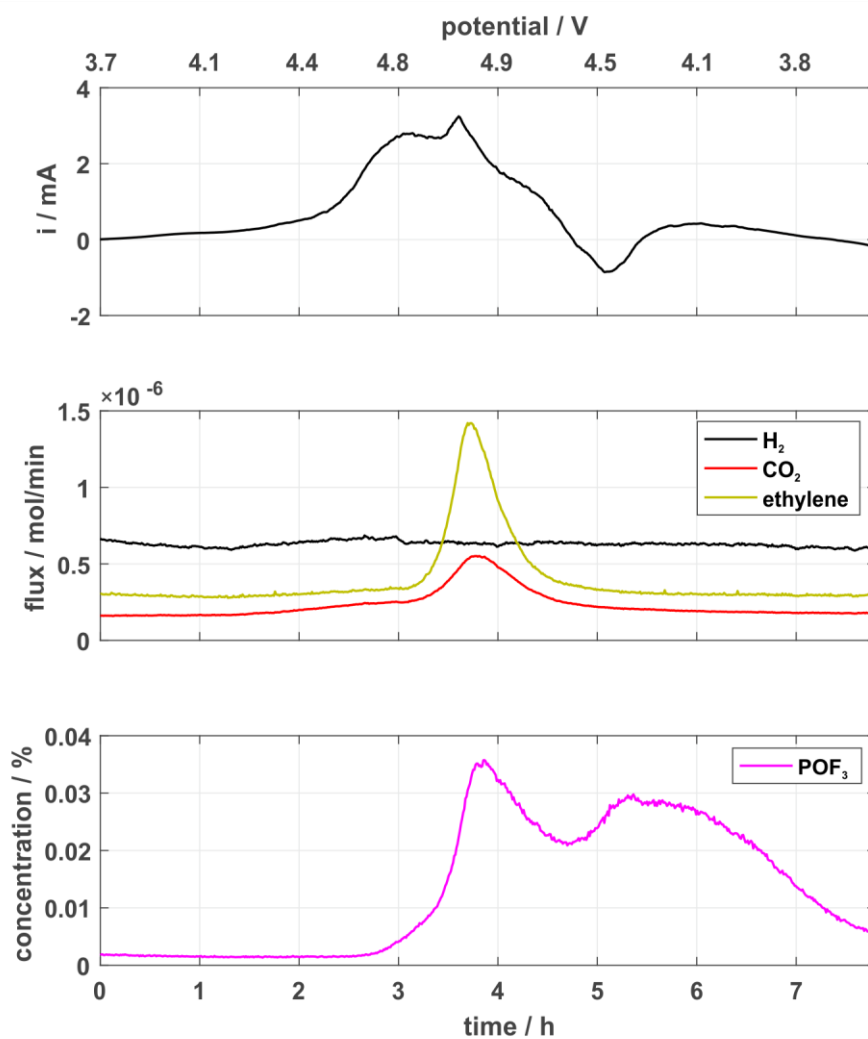 potential / V
3.7 4.1 4.4 4.8 4.9 4.5 4.1 3.8
4
2
0
-2
i / mA
×10 -6
1.5
1
0.5
0
flux / mol/min
H₂
CO₂
ethylene
0.04
0.03
0.02
0.01
0
concentration / %
POF₃
0 1 2 3 4 5 6 7
time / h